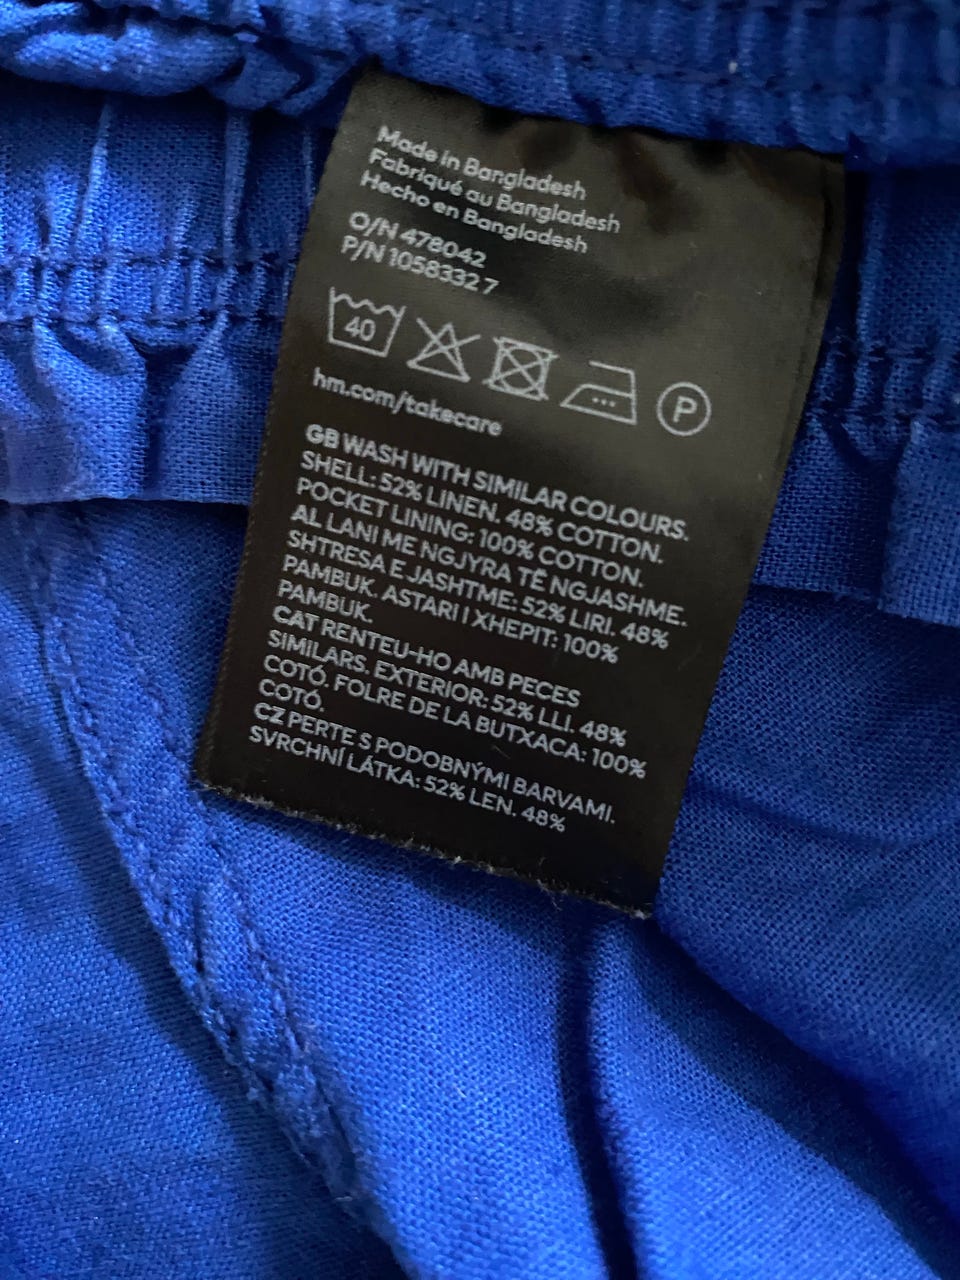 Made in Bangladesh
Fabriqué au Bangladesh
Hecho en Bangladesh
O/N 478042
P/N 1058332 7
40
P
hm.com/takecare
GB WASH WITH SIMILAR COLOURS.
SHELL: 52% LINEN. 48% COTTON.
POCKET LINING: 100% COTTON.
AL LANI ME NGJYRA TË NGJASHME.
SHTRESA E JASHTME: 52% LIRI. 48%
PAMBUK. ASTARI I XHEPIT: 100%
PAMBUK.
CAT RENTEU-HO AMB PECES
SIMILARS. EXTERIOR: 52% LLI. 48%
COTÓ. FOLRE DE LA BUTXACA: 100%
COTÓ.
CZ PERTE S PODOBNÝMI BARVAMI.
SVRCHNÍ LÁTKA: 52% LEN. 48%